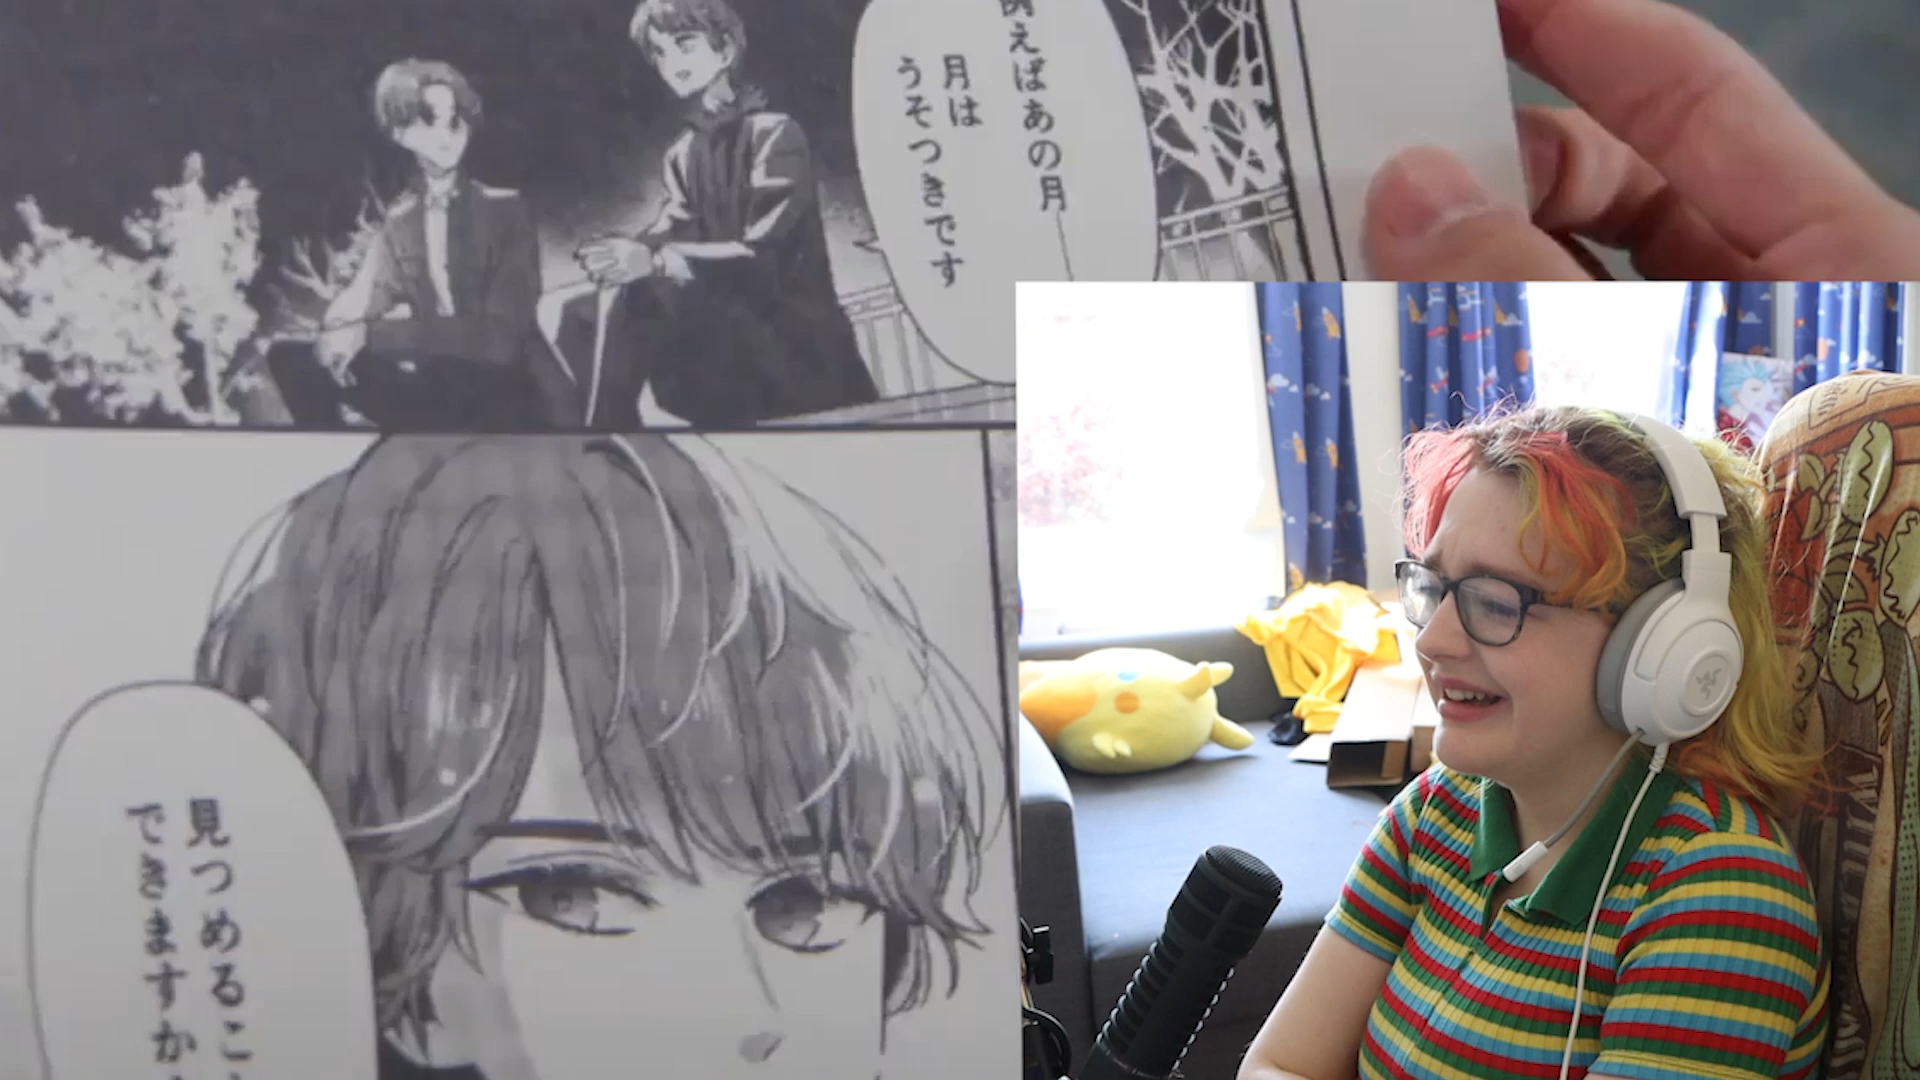 例えばあの月
月は
うそつきです
見つめるこ
できますか